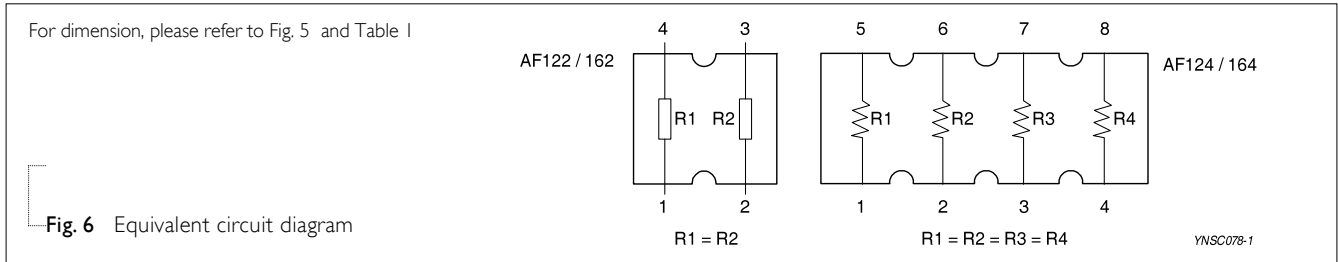 For dimension, please refer to Fig. 5 and Table 1
4 3
AF122 / 162
R1 R2
1 2
R1 = R2
5 6 7 8
AF124 / 164
R1 R2 R3 R4
1 2 3 4
R1 = R2 = R3 = R4
Fig. 6 Equivalent circuit diagram
YNSC078-1